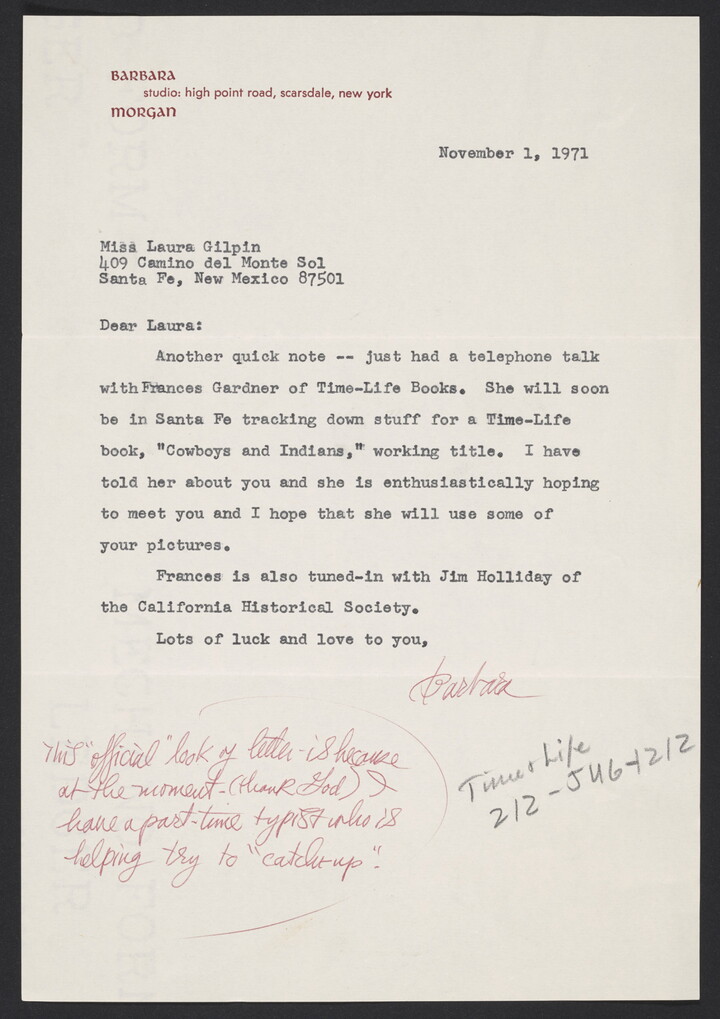 BARBARA
studio: high point road, scarsdale, new york
MORGAN
November 1, 1971
Miss Laura Gilpin
409 Camino del Monte Sol
Santa Fe, New Mexico 87501
Dear Laura:
Another quick note -- just had a telephone talk
with Frances Gardner of Time-Life Books. She will soon
be in Santa Fe tracking down stuff for a Time-Life
book, "Cowboys and Indians," working title. I have
told her about you and she is enthusiastically hoping
to meet you and I hope that she will use some of
your pictures.
Frances is also tuned-in with Jim Holliday of
the California Historical Society.
Lots of luck and love to you,
Barbara
This "official" look of letter is because
at the moment - (thank God) I
have a part-time typist who is
helping try to "catch-up".
Time + Life
212-JU6-1212